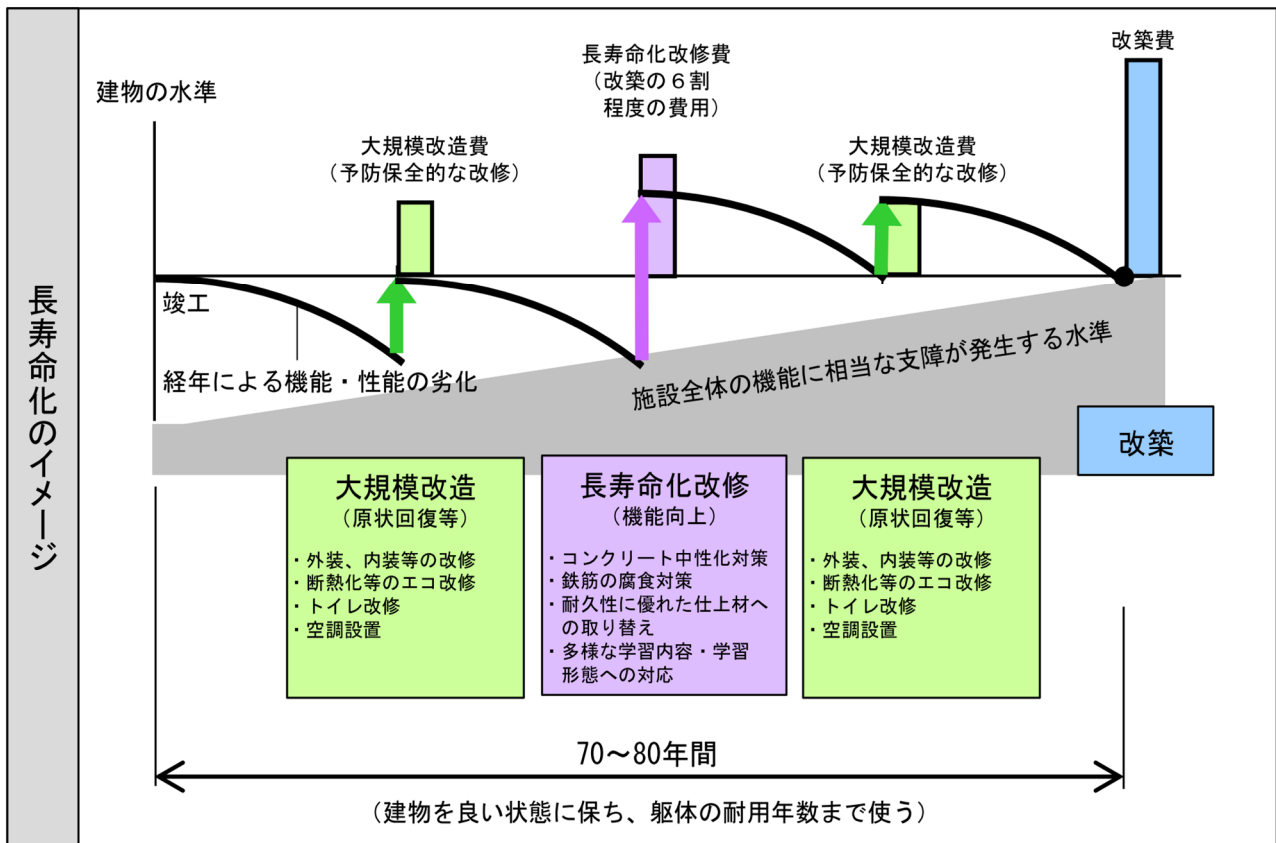 長寿命化のイメージ
建物の水準
大規模改造費
（予防保全的な改修）
長寿命化改修費
（改築の６割
程度の費用）
大規模改造費
（予防保全的な改修）
改築費
竣工
経年による機能・性能の劣化
施設全体の機能に相当な支障が発生する水準
改築
大規模改造
（原状回復等）
・外装、内装等の改修
・断熱化等のエコ改修
・トイレ改修
・空調設置
長寿命化改修
（機能向上）
・コンクリート中性化対策
・鉄筋の腐食対策
・耐久性に優れた仕上材へ
の取り替え
・多様な学習内容・学習
形態への対応
大規模改造
（原状回復等）
・外装、内装等の改修
・断熱化等のエコ改修
・トイレ改修
・空調設置
70～80年間
（建物を良い状態に保ち、躯体の耐用年数まで使う）